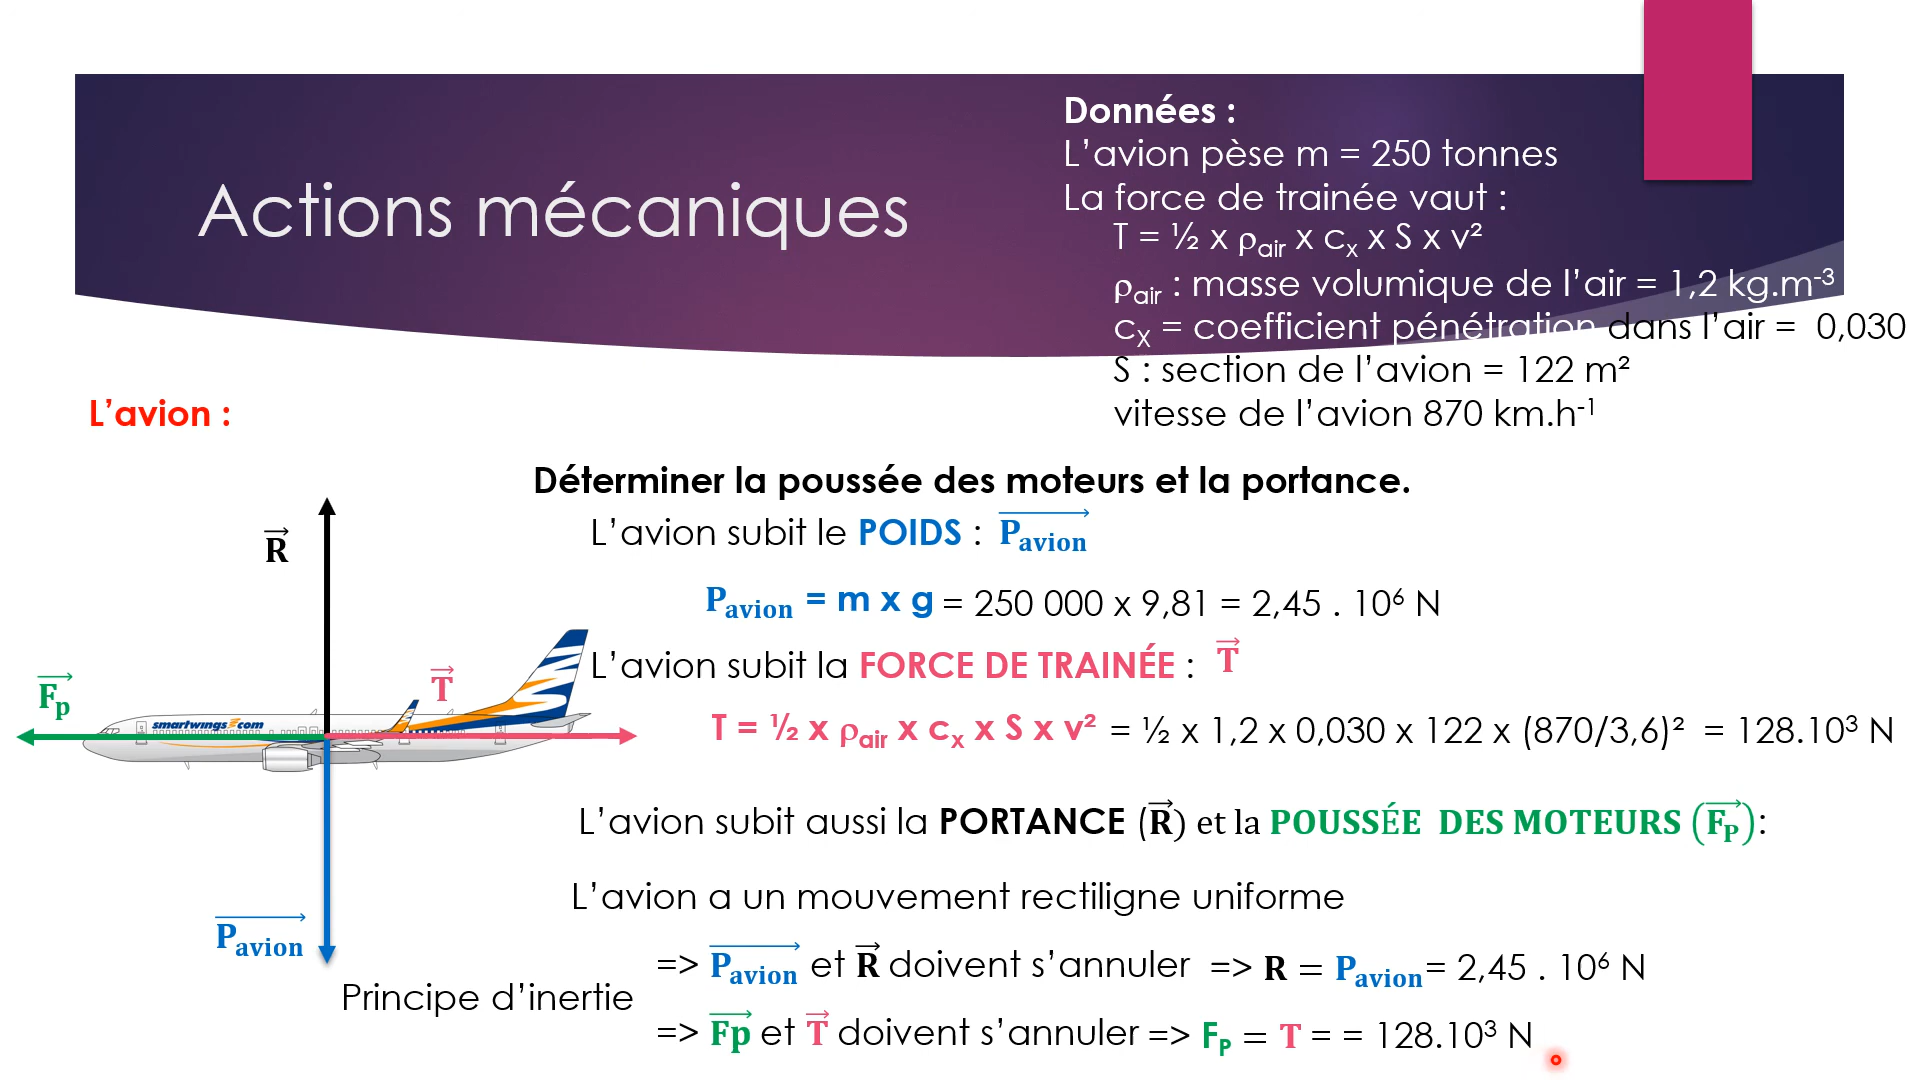 Actions mécaniques
Données :
L’avion pèse m = 250 tonnes
La force de trainée vaut :
T = ½ x ρair x cx x S x v²
ρair : masse volumique de l’air = 1,2 kg.m-3
cX = coefficient pénétration dans l’air = 0,030
S : section de l’avion = 122 m²
vitesse de l’avion 870 km.h-1
L’avion :
Déterminer la poussée des moteurs et la portance.
L’avion subit le POIDS : Pavion
R
Pavion = m x g = 250 000 x 9,81 = 2,45 . 10⁶ N
L’avion subit la FORCE DE TRAINÉE : T
Fp
T
smartwings.com
T = ½ x ρair x cx x S x v² = ½ x 1,2 x 0,030 x 122 x (870/3,6)² = 128.10³ N
L’avion subit aussi la PORTANCE (R) et la POUSSÉE DES MOTEURS (FP):
L’avion a un mouvement rectiligne uniforme
Pavion
=> Pavion et R doivent s’annuler => R = Pavion= 2,45 . 10⁶ N
Principe d’inertie
=> Fp et T doivent s’annuler => FP = T = = 128.10³ N